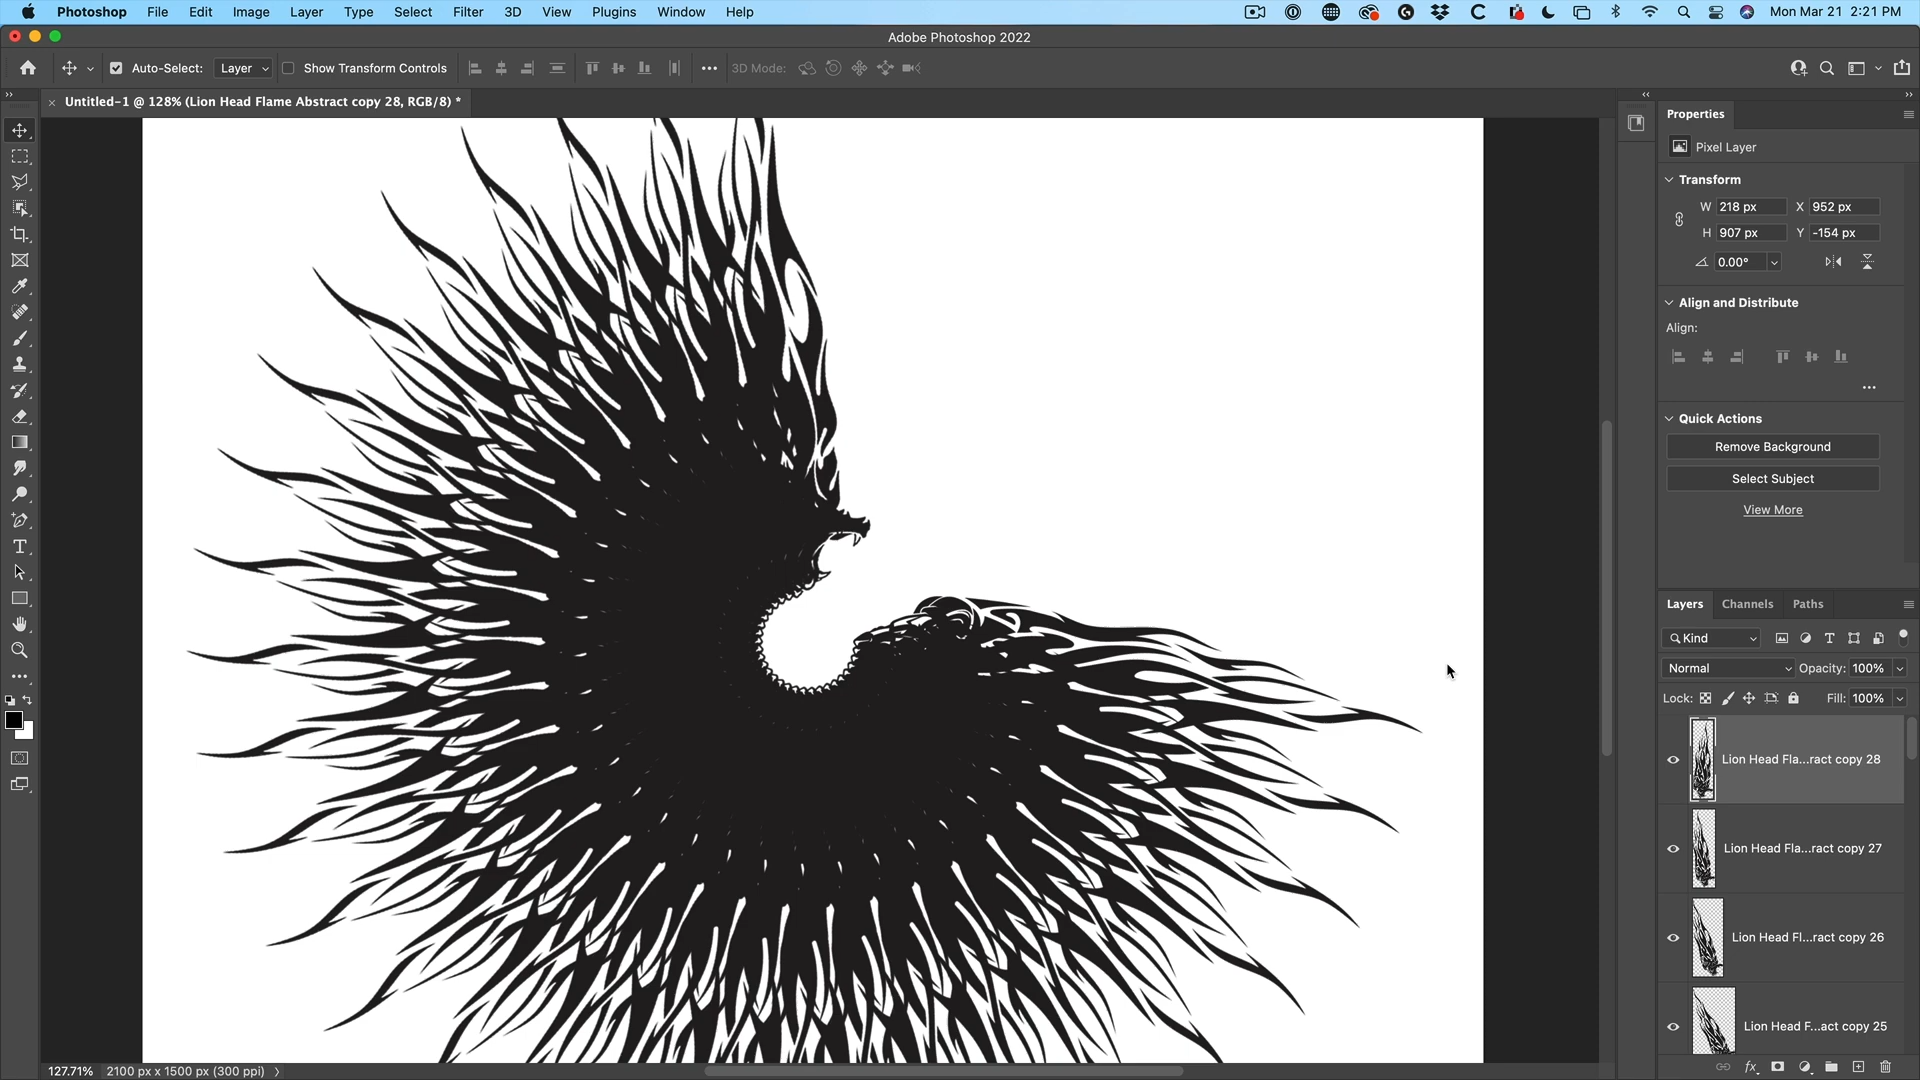 Photoshop File Edit Image Layer Type Select Filter 3D View Plugins Window Help Mon Mar 21 2:21 PM
Adobe Photoshop 2022
Auto-Select: Layer Show Transform Controls 3D Mode:
Untitled-1 @ 128% (Lion Head Flame Abstract copy 28, RGB/8) *
Properties
Pixel Layer
Transform
W 218 px X 952 px
H 907 px Y -154 px
0.00°
Align and Distribute
Align:
Quick Actions
Remove Background
Select Subject
View More
Layers Channels Paths
Kind
Normal Opacity: 100%
Lock: Fill: 100%
Lion Head Fla...ract copy 28
Lion Head Fla...ract copy 27
Lion Head Fl...ract copy 26
Lion Head F...act copy 25
127.71% 2100 px x 1500 px (300 ppi)